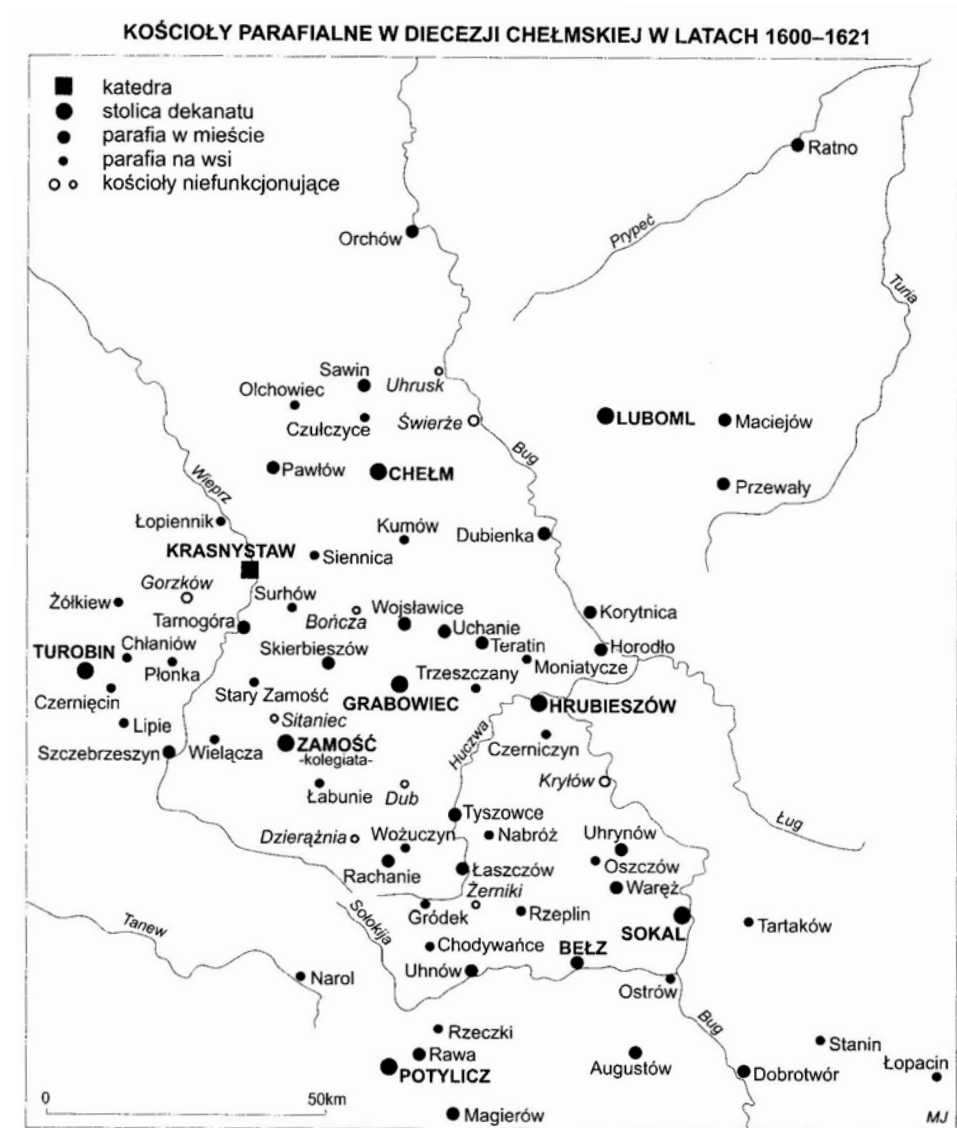 KOŚCIOŁY PARAFIALNE W DIECEZJI CHEŁMSKIEJ W LATACH 1600–1621
katedra
stolica dekanatu
parafia w mieście
parafia na wsi
kościoły niefunkcjonujące
Ratno
Prypeć
Orchów
Turia
Sawin
Uhrusk
Olchowiec
Czułczyce
Świerże
LUBOML
Maciejów
Bug
Pawłów
CHEŁM
Wieprz
Przewały
Łopiennik
Kumów
Dubienka
KRASNYSTAW
Siennica
Gorzków
Żółkiew
Surhów
Bończa
Wojsławice
Korytnica
Tarnogóra
Uchanie
TUROBIN
Chłaniów
Skierbieszów
Teratin
Horodło
Płonka
Trzeszczany
Moniatycze
Czernięcin
Stary Zamość
GRABOWIEC
HRUBIESZÓW
Lipie
Sitaniec
Huczwa
Szczebrzeszyn
Wielącza
ZAMOŚĆ
-kolegiata-
Czerniczyn
Łabunie
Dub
Kryłów
Tyszowce
Ług
Dzierążnia
Wożuczyn
Nabróż
Uhrynów
Rachanie
Łaszczów
Oszczów
Żerniki
Waręż
Gródek
Rzeplin
Tanew
Sołokija
SOKAL
Tartaków
Chodywańce
BEŁZ
Narol
Uhnów
Ostrów
Bug
Rzeczki
Stanin
Rawa
Augustów
Łopacin
POTYLICZ
Dobrotwór
0 50km
Magierów
MJ